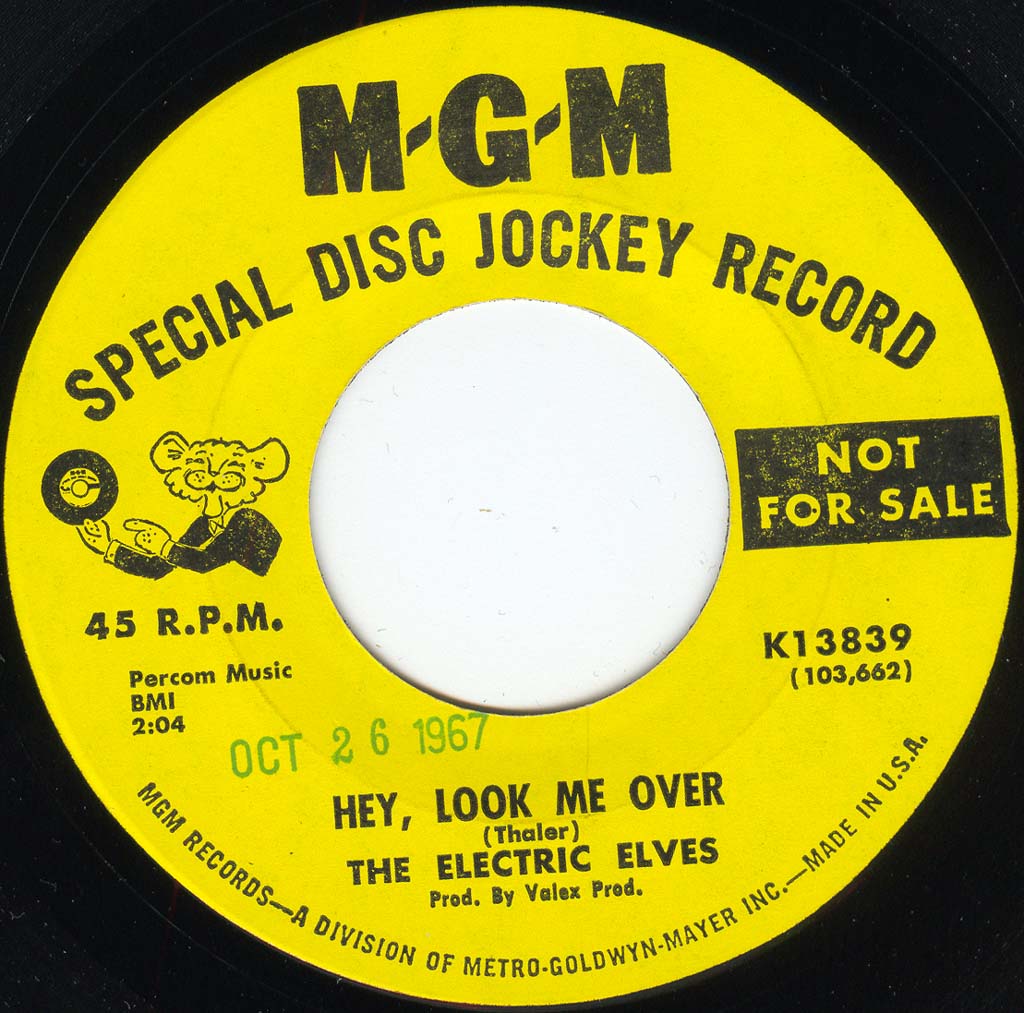 M-G-M
SPECIAL DISC JOCKEY RECORD
NOT
FOR SALE
45 R.P.M.
Percom Music
BMI
2:04
K13839
(103,662)
OCT 26 1967
HEY, LOOK ME OVER
(Thaler)
THE ELECTRIC ELVES
Prod. By Valex Prod.
MGM RECORDS—A DIVISION OF METRO-GOLDWYN-MAYER INC.—MADE IN U.S.A.